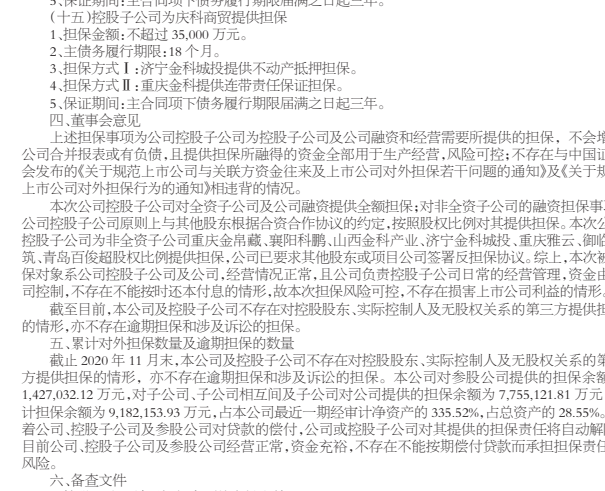 5、保证期间:主合同项下债务履行期限届满之日起三年。
(十五)控股子公司为庆科商贸提供担保
1、担保金额:不超过 35,000 万元。
2、主债务履行期限:18 个月。
3、担保方式Ⅰ:济宁金科城投提供不动产抵押担保。
4、担保方式Ⅱ:重庆金科提供连带责任保证担保。
5、保证期间:主合同项下债务履行期限届满之日起三年。
四、董事会意见
上述担保事项为公司控股子公司为控股子公司及公司融资和经营需要所提供的担保，不会增
公司合并报表或有负债,且提供担保所融得的资金全部用于生产经营,风险可控;不存在与中国证
会发布的《关于规范上市公司与关联方资金往来及上市公司对外担保若干问题的通知》及《关于规
上市公司对外担保行为的通知》相违背的情况。
本次公司控股子公司对全资子公司及公司融资提供全额担保;对非全资子公司的融资担保事项
公司控股子公司原则上与其他股东根据合资合作协议的约定,按照股权比例对其提供担保。本次公
控股子公司为非全资子公司重庆金帛藏、襄阳科鹏、山西金科产业、济宁金科城投、重庆雅云、御临
筑、青岛百俊超股权比例提供担保,公司已要求其他股东或项目公司签署反担保协议。综上,本次被
保对象系公司控股子公司及公司,经营情况正常,且公司负责控股子公司日常的经营管理,资金由
司控制,不存在不能按时还本付息的情形,故本次担保风险可控,不存在损害上市公司利益的情形。
截至目前,本公司及控股子公司不存在对控股股东、实际控制人及无股权关系的第三方提供担
的情形,亦不存在逾期担保和涉及诉讼的担保。
五、累计对外担保数量及逾期担保的数量
截止 2020 年 11 月末,本公司及控股子公司不存在对控股股东、实际控制人及无股权关系的第
方提供担保的情形，亦不存在逾期担保和涉及诉讼的担保。本公司对参股公司提供的担保余额
1,427,032.12 万元,对子公司、子公司相互间及子公司对公司提供的担保余额为 7,755,121.81 万元
计担保余额为 9,182,153.93 万元,占本公司最近一期经审计净资产的 335.52%,占总资产的 28.55%。
着公司、控股子公司及参股公司对贷款的偿付,公司或控股子公司对其提供的担保责任将自动解除
目前公司、控股子公司及参股公司经营正常,资金充裕,不存在不能按期偿付贷款而承担担保责任
风险。
六、备查文件